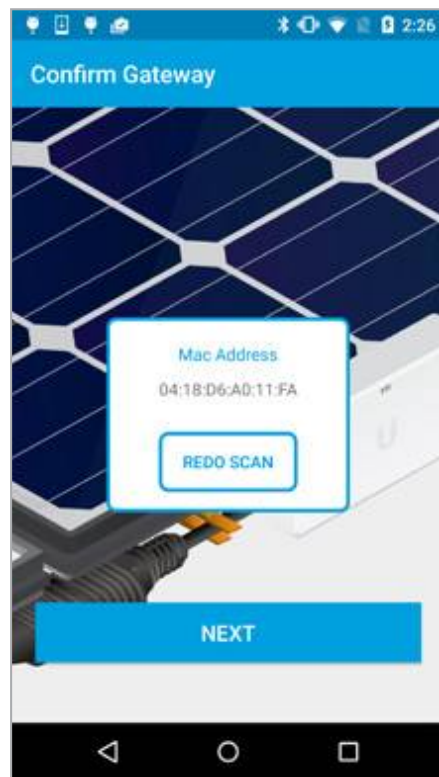 2:26
Confirm Gateway
Mac Address
04:18:D6:A0:11:FA
REDO SCAN
NEXT